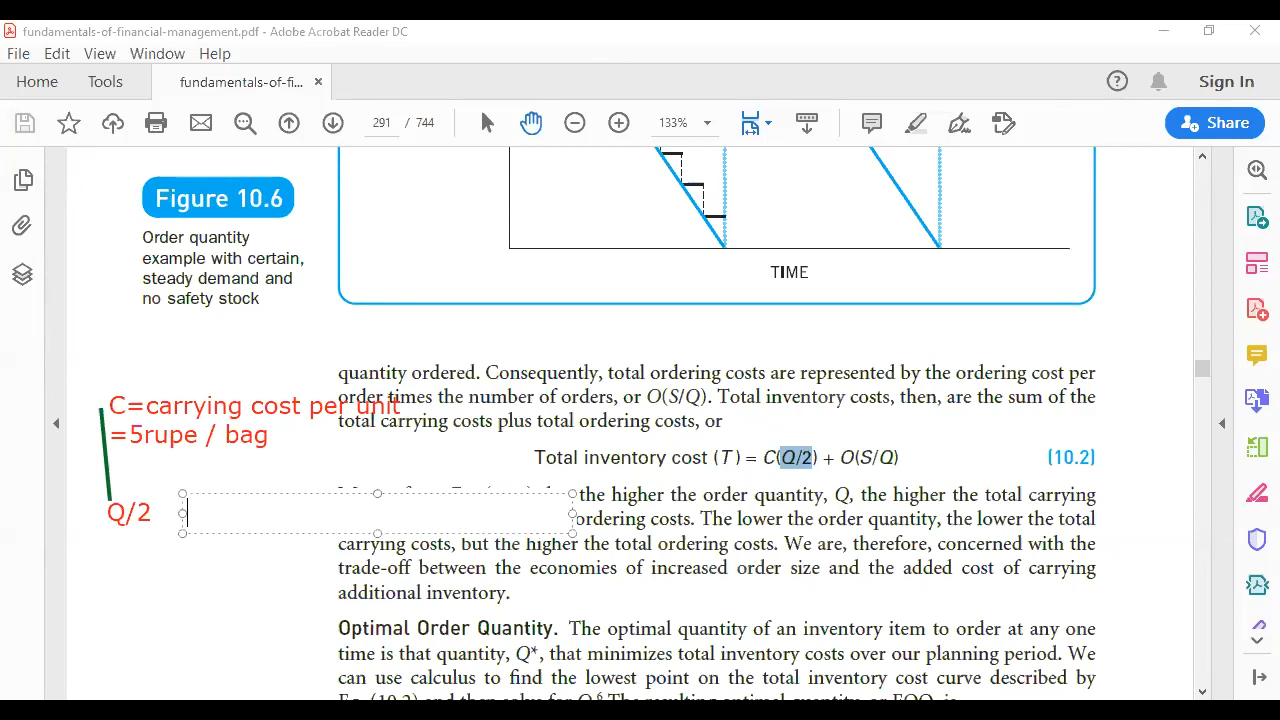 fundamentals-of-financial-management.pdf - Adobe Acrobat Reader DC
File Edit View Window Help
Home Tools fundamentals-of-fi... × Sign In
291 / 744 133% Share
Figure 10.6
Order quantity
example with certain,
steady demand and
no safety stock
TIME
quantity ordered. Consequently, total ordering costs are represented by the ordering cost per
order times the number of orders, or O(S/Q). Total inventory costs, then, are the sum of the
total carrying costs plus total ordering costs, or
C=carrying cost per unit
=5rupe / bag
Total inventory cost (T) = C(Q/2) + O(S/Q) (10.2)
Q/2
the higher the order quantity, Q, the higher the total carrying
ordering costs. The lower the order quantity, the lower the total
carrying costs, but the higher the total ordering costs. We are, therefore, concerned with the
trade-off between the economies of increased order size and the added cost of carrying
additional inventory.
Optimal Order Quantity. The optimal quantity of an inventory item to order at any one
time is that quantity, Q*, that minimizes total inventory costs over our planning period. We
can use calculus to find the lowest point on the total inventory cost curve described by